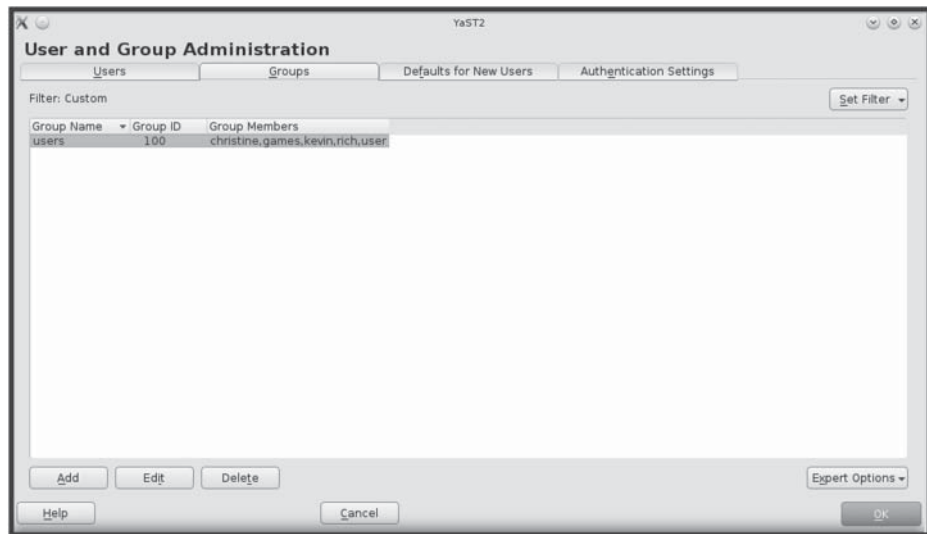 YaST2
User and Group Administration
Users Groups Defaults for New Users Authentication Settings
Filter: Custom Set Filter
Group Name Group ID Group Members
users 100 christine,games,kevin,rich,user
Add Edit Delete Expert Options
Help Cancel OK